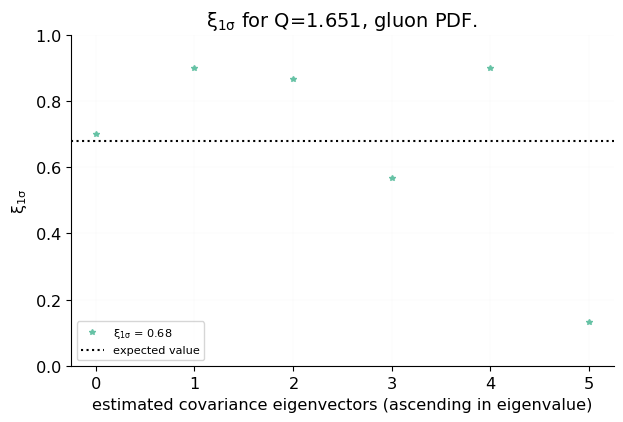 ξ1σ for Q=1.651, gluon PDF.
1.0
0.8
0.6
0.4
0.2
0.0
ξ1σ
ξ1σ = 0.68
expected value
0 1 2 3 4 5
estimated covariance eigenvectors (ascending in eigenvalue)